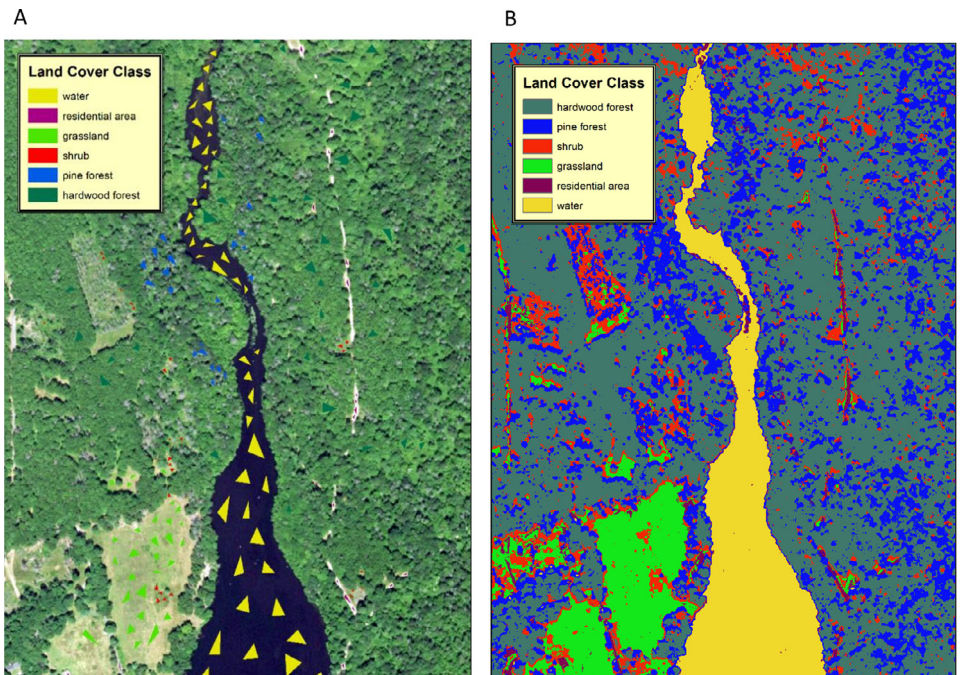 A
Land Cover Class
water
residential area
grassland
shrub
pine forest
hardwood forest
B
Land Cover Class
hardwood forest
pine forest
shrub
grassland
residential area
water